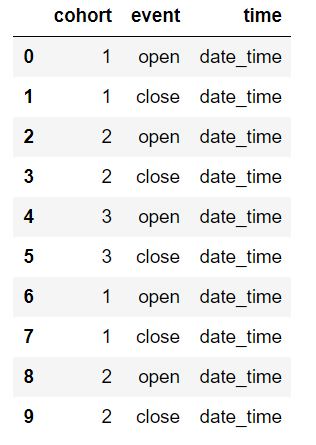 cohort event time
0 1 open date_time
1 1 close date_time
2 2 open date_time
3 2 close date_time
4 3 open date_time
5 3 close date_time
6 1 open date_time
7 1 close date_time
8 2 open date_time
9 2 close date_time